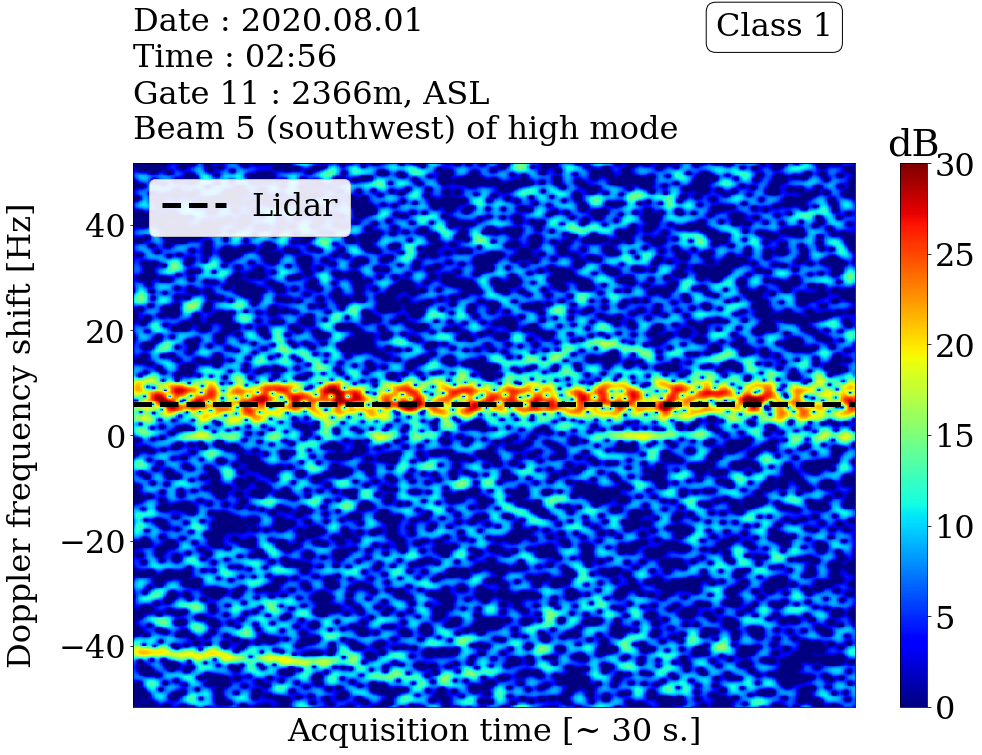 Date : 2020.08.01
Time : 02:56
Gate 11 : 2366m, ASL
Beam 5 (southwest) of high mode
Class 1
dB
Lidar
Doppler frequency shift [Hz]
40
20
0
−20
−40
30
25
20
15
10
5
0
Acquisition time [~ 30 s.]